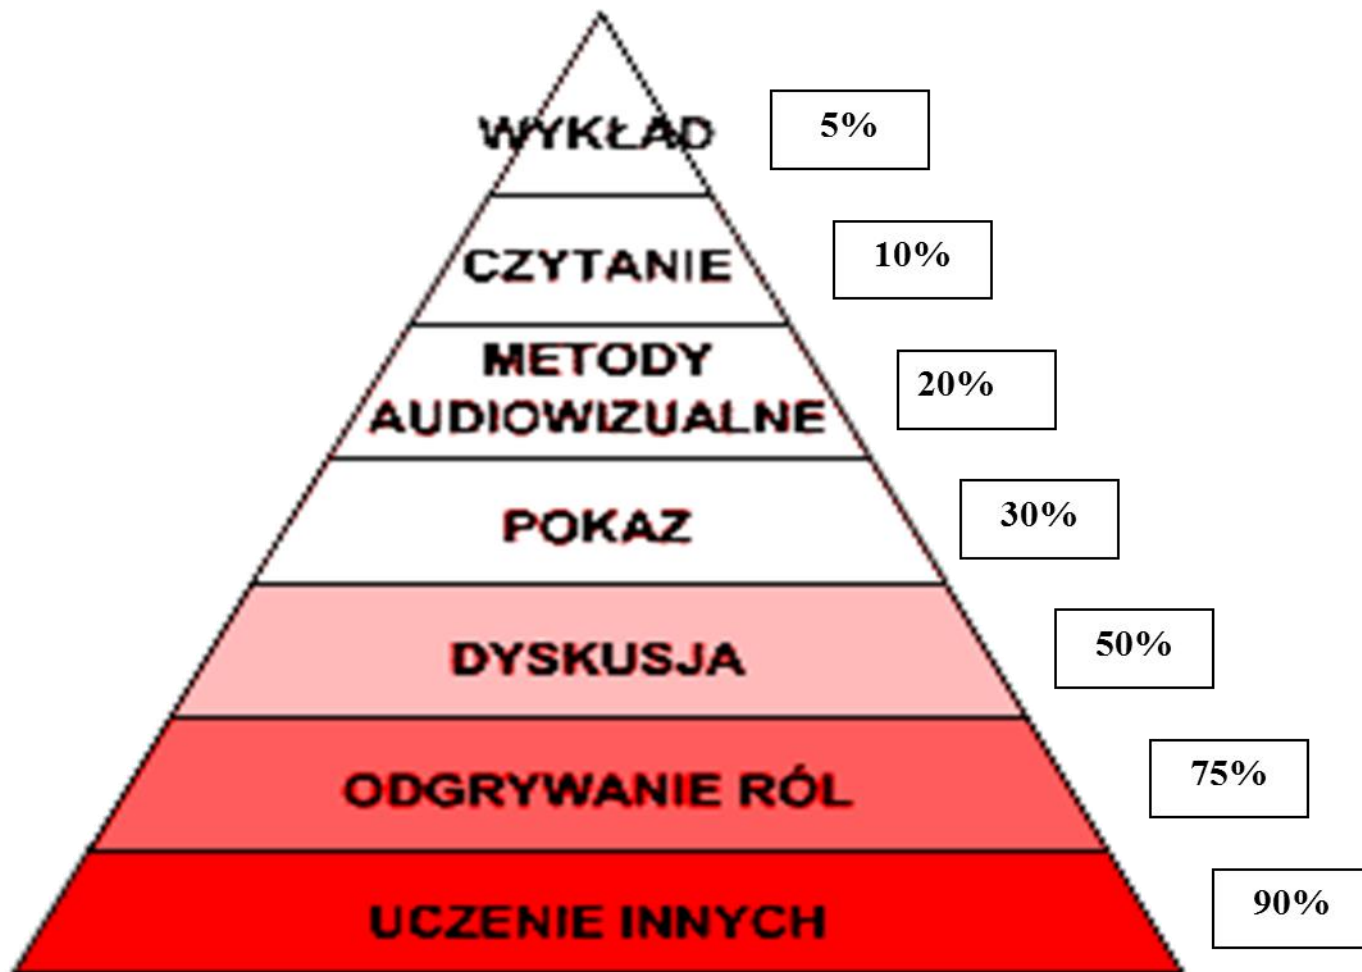 WYKŁAD
5%
CZYTANIE
10%
METODY
AUDIOWIZUALNE
20%
POKAZ
30%
DYSKUSJA
50%
ODGRYWANIE RÓL
75%
UCZENIE INNYCH
90%